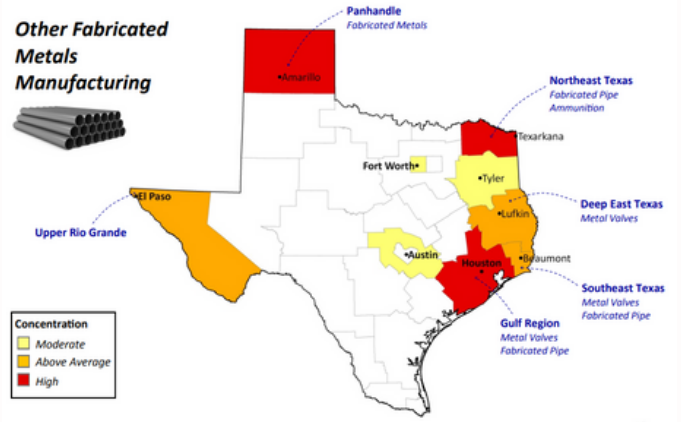 Other Fabricated
Metals
Manufacturing
Panhandle
Fabricated Metals
Amarillo
Northeast Texas
Fabricated Pipe
Ammunition
Texarkana
Fort Worth
Tyler
El Paso
Deep East Texas
Metal Valves
Lufkin
Upper Rio Grande
Austin
Houston
Beaumont
Southeast Texas
Metal Valves
Fabricated Pipe
Gulf Region
Metal Valves
Fabricated Pipe
Concentration
Moderate
Above Average
High